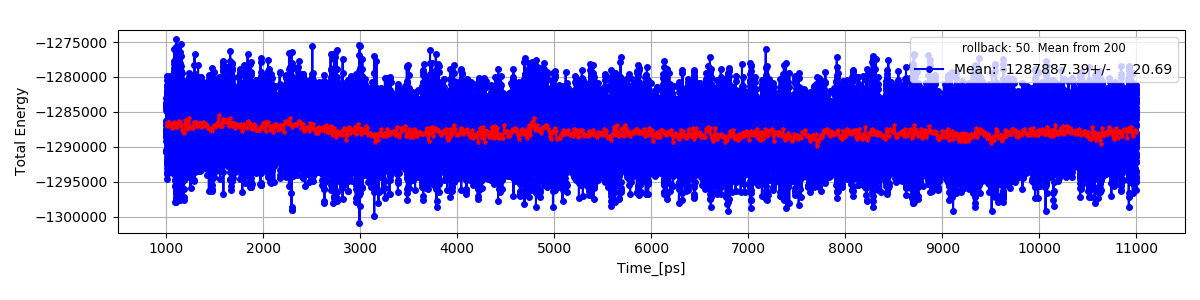 Total Energy
−1275000
−1280000
−1285000
−1290000
−1295000
−1300000
rollback: 50. Mean from 200
Mean: -1287887.39+/-     20.69
1000 2000 3000 4000 5000 6000 7000 8000 9000 10000 11000
Time_[ps]